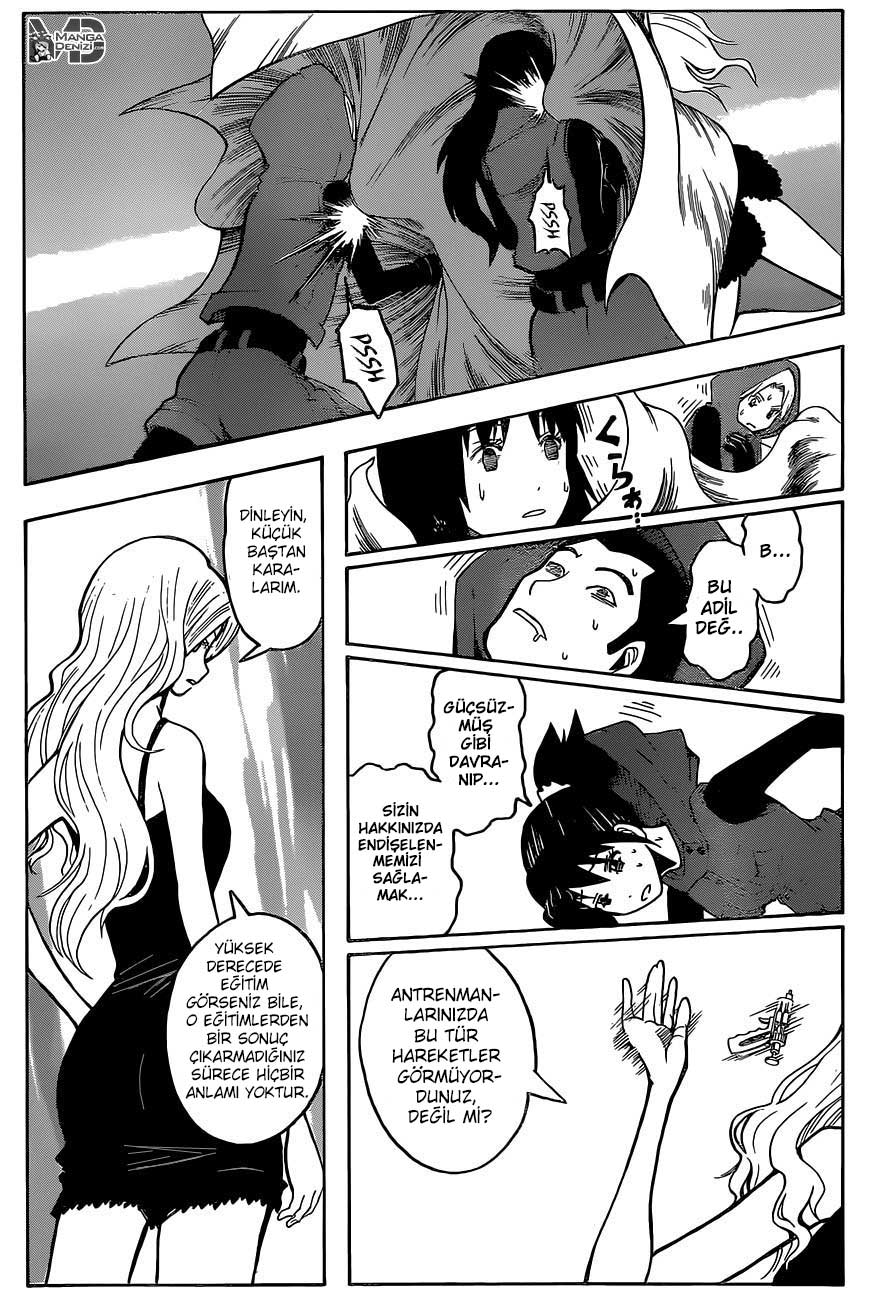 MANGA
DENİZİ
PSSH
PSSH
くらぁ…
B...
BU
ADİL
DEĞ..
GÜÇSÜZ-
MÜŞ
GİBİ
DAVRA-
NIP...
SİZİN
HAKKINIZDA
ENDİŞELEN-
MEMİZİ
SAĞLA-
MAK...
ANTRENMAN-
LARINIZDA
BU TÜR
HAREKETLER
GÖRMÜYOR-
DUNUZ,
DEĞİL Mİ?
DİNLEYİN,
KÜÇÜK
BAŞTAN
KARA-
LARIM.
YÜKSEK
DERECEDE
EĞİTİM
GÖRSENİZ BİLE,
O EĞİTİMLERDEN
BİR SONUÇ
ÇIKARMADIĞINIZ
SÜRECE HİÇBİR
ANLAMI YOKTUR.